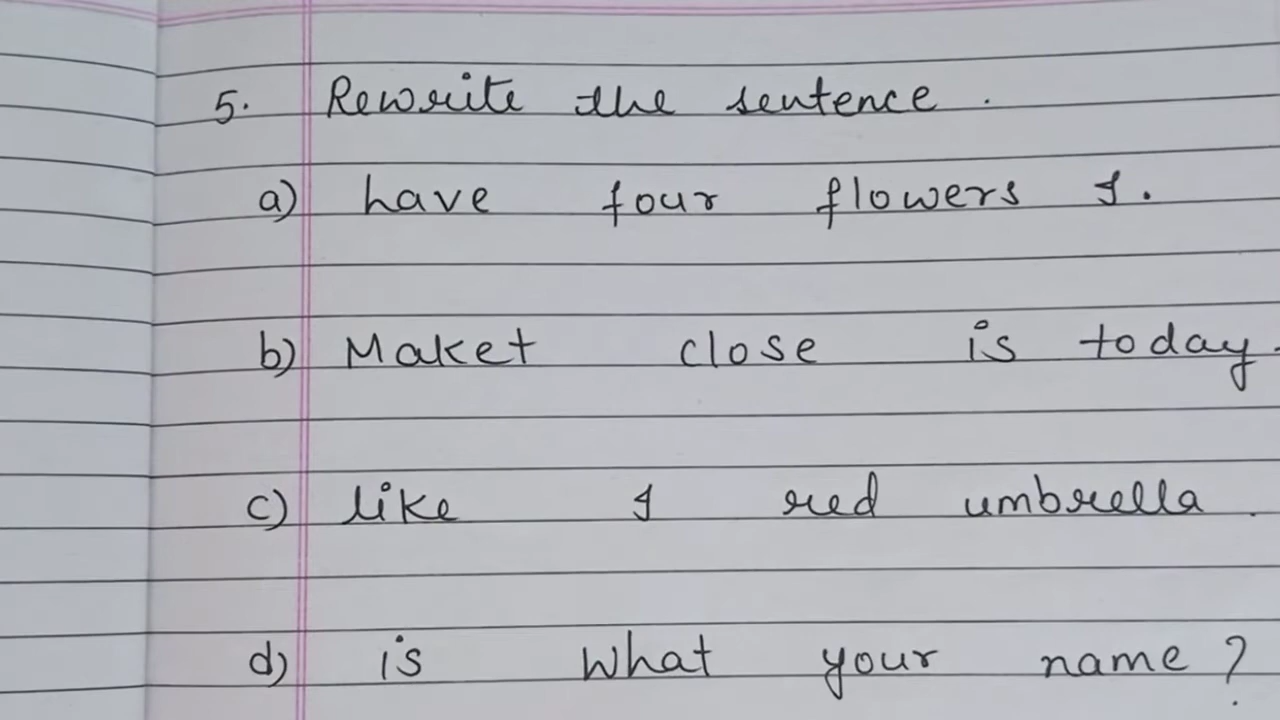 5. Rewrite the sentence.
a) have four flowers I.
b) Maket close is today.
c) like I red umbrella.
d) is What your name?